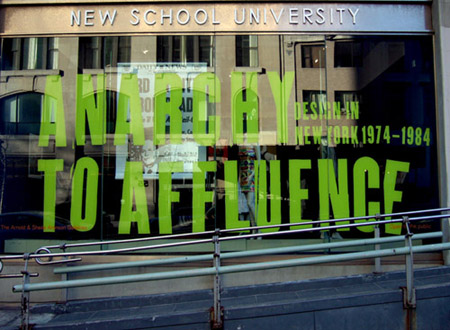 NEW SCHOOL UNIVERSITY
ANARCHY
DESIGN IN
NEW YORK 1974-1984
TO AFFLUENCE